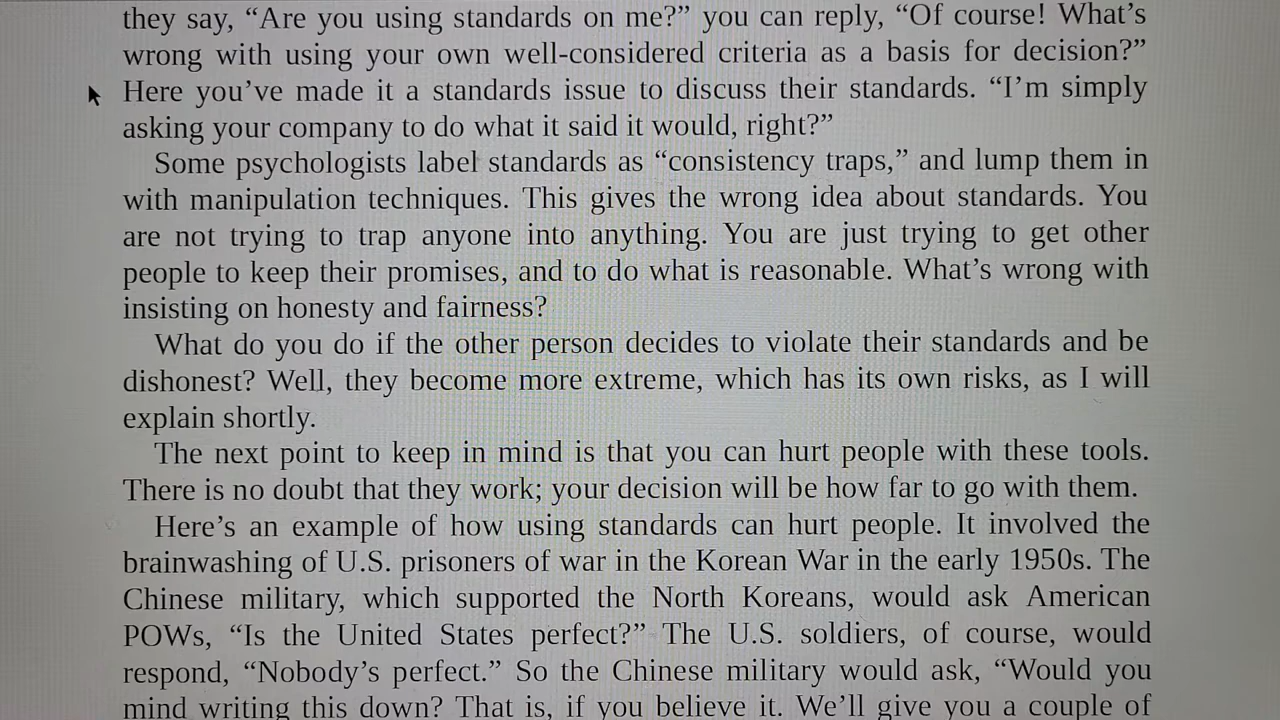 they say, “Are you using standards on me?” you can reply, “Of course! What’s
wrong with using your own well-considered criteria as a basis for decision?”
Here you’ve made it a standards issue to discuss their standards. “I’m simply
asking your company to do what it said it would, right?”
Some psychologists label standards as “consistency traps,” and lump them in
with manipulation techniques. This gives the wrong idea about standards. You
are not trying to trap anyone into anything. You are just trying to get other
people to keep their promises, and to do what is reasonable. What’s wrong with
insisting on honesty and fairness?
What do you do if the other person decides to violate their standards and be
dishonest? Well, they become more extreme, which has its own risks, as I will
explain shortly.
The next point to keep in mind is that you can hurt people with these tools.
There is no doubt that they work; your decision will be how far to go with them.
Here’s an example of how using standards can hurt people. It involved the
brainwashing of U.S. prisoners of war in the Korean War in the early 1950s. The
Chinese military, which supported the North Koreans, would ask American
POWs, “Is the United States perfect?” The U.S. soldiers, of course, would
respond, “Nobody’s perfect.” So the Chinese military would ask, “Would you
mind writing this down? That is, if you believe it. We’ll give you a couple of